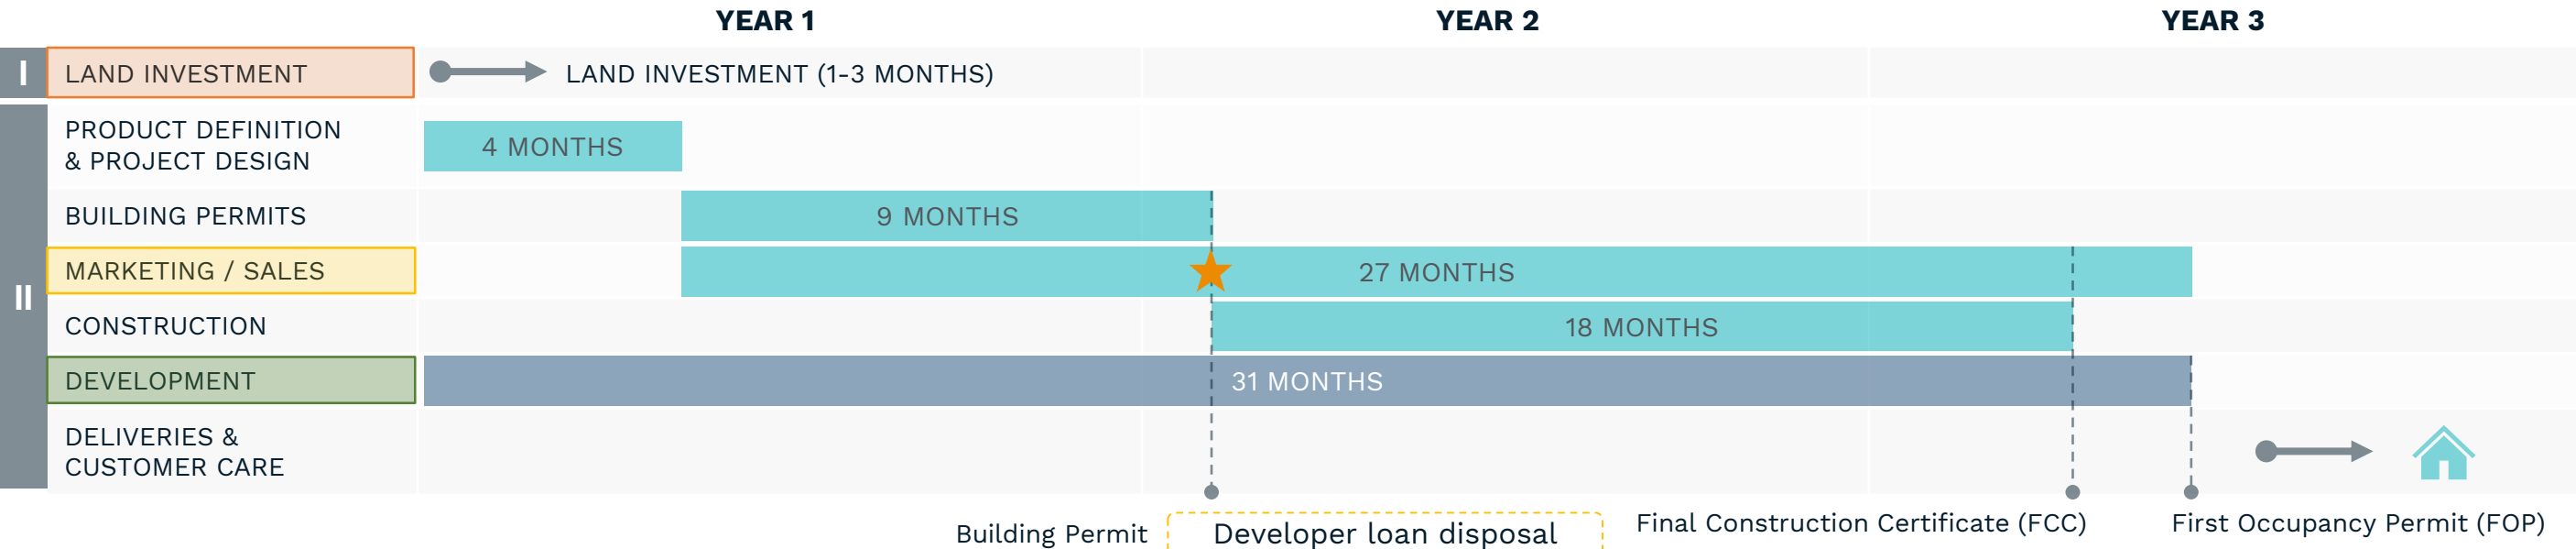 YEAR 1
YEAR 2
YEAR 3
I
LAND INVESTMENT
LAND INVESTMENT (1-3 MONTHS)
II
PRODUCT DEFINITION
& PROJECT DESIGN
4 MONTHS
BUILDING PERMITS
9 MONTHS
MARKETING / SALES
27 MONTHS
CONSTRUCTION
18 MONTHS
DEVELOPMENT
31 MONTHS
DELIVERIES &
CUSTOMER CARE
Building Permit
Developer loan disposal
Final Construction Certificate (FCC)
First Occupancy Permit (FOP)